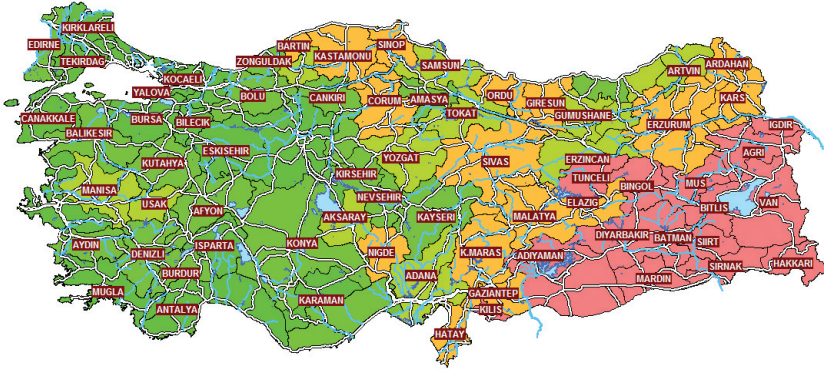 KIRKLARELI
EDIRNE
TEKIRDAG
BARTIN
SINOP
KASTAMONU
ZONGULDAK
SAMSUN
ARTVIN
ARDAHAN
KOCAELI
YALOVA
BOLU
CANKIRI
CORUM
AMASYA
ORDU
GIRESUN
KARS
TOKAT
GUMUSHANE
CANAKKALE
BURSA
BILECIK
ERZURUM
IGDIR
BALIKESIR
ESKISEHIR
AGRI
KUTAHYA
YOZGAT
SIVAS
ERZINCAN
KIRSEHIR
TUNCELI
BINGOL
MUS
MANISA
USAK
NEVSEHIR
ELAZIG
VAN
AFYON
AKSARAY
KAYSERI
MALATYA
BITLIS
DIYARBAKIR
BATMAN
SIIRT
AYDIN
DENIZLI
ISPARTA
KONYA
NIGDE
K.MARAS
ADIYAMAN
HAKKARI
SIRNAK
BURDUR
ADANA
MARDIN
MUGLA
KARAMAN
GAZIANTEP
ANTALYA
KILIS
HATAY